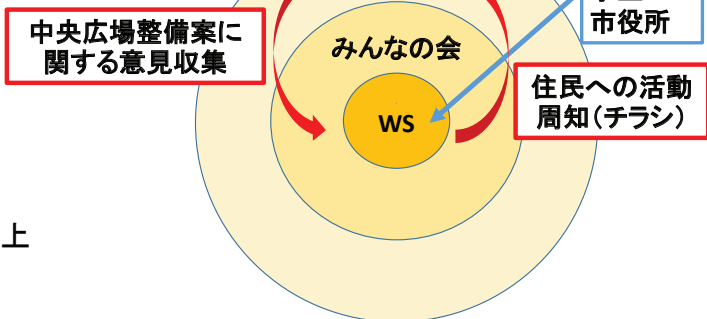 市役所
中央広場整備案に
関する意見収集
みんなの会
住民への活動
周知（チラシ）
WS
上